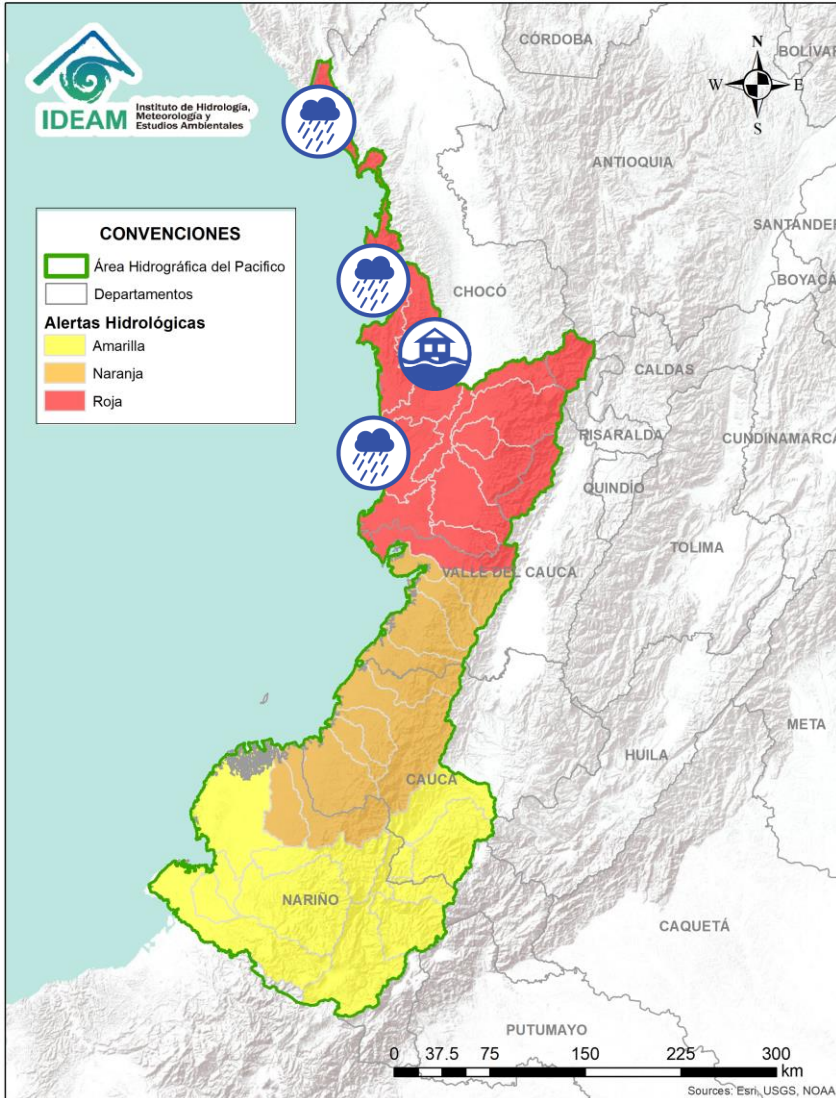 IDEAM
Instituto de Hidrología,
Meteorología y
Estudios Ambientales
CÓRDOBA
BOLÍVAR
N
W
E
S
ANTIOQUIA
SANTANDER
BOYACÁ
CONVENCIONES
Área Hidrográfica del Pacifico
Departamentos
Alertas Hidrológicas
Amarilla
Naranja
Roja
CHOCÓ
CALDAS
RISARALDA
CUNDINAMARCA
QUINDÍO
TOLIMA
VALLE DEL CAUCA
META
HUILA
CAUCA
NARIÑO
CAQUETÁ
PUTUMAYO
0 37.5 75 150 225 300
km
Sources: Esri, USGS, NOAA